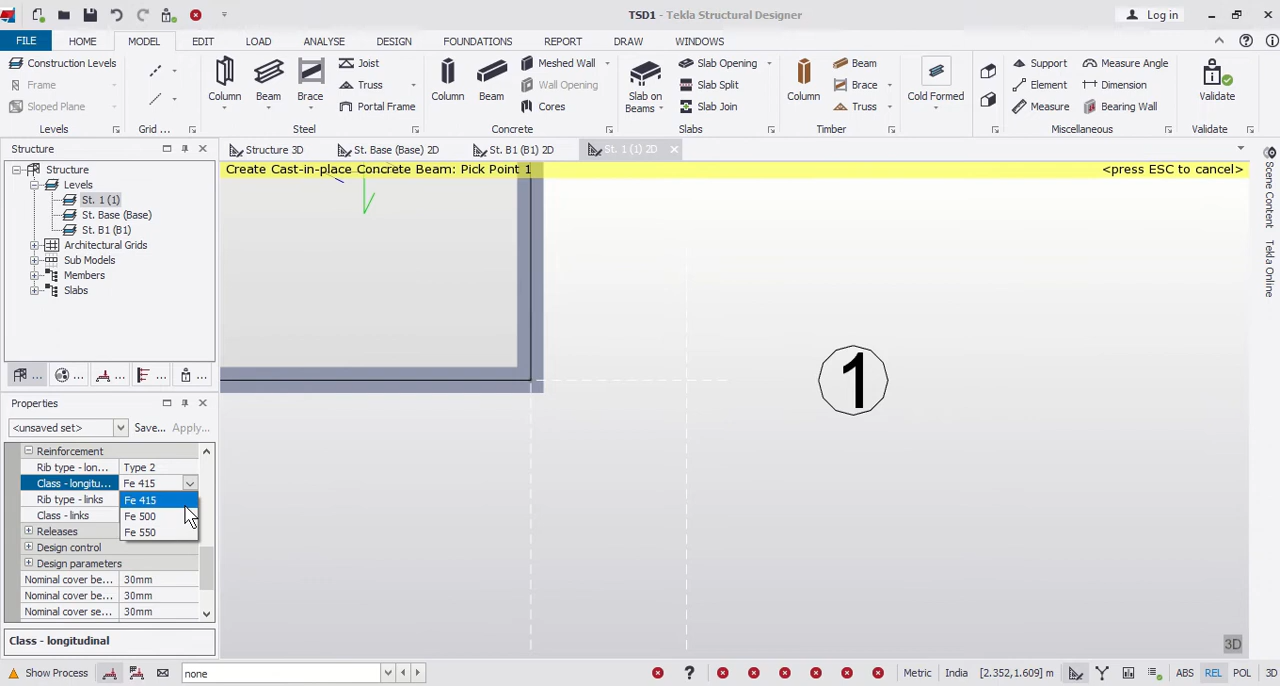 TSD1 - Tekla Structural Designer
Log in
FILE HOME MODEL EDIT LOAD ANALYSE DESIGN FOUNDATIONS REPORT DRAW WINDOWS
Construction Levels
Frame
Sloped Plane
Levels
Grid ...
Column
Beam
Brace
Joist
Truss
Portal Frame
Steel
Column
Beam
Meshed Wall
Wall Opening
Cores
Concrete
Slab on
Beams
Slab Opening
Slab Split
Slab Join
Slabs
Column
Beam
Brace
Truss
Timber
Cold Formed
Support
Element
Measure
Measure Angle
Dimension
Bearing Wall
Miscellaneous
Validate
Validate
Structure
Structure 3D
St. Base (Base) 2D
St. B1 (B1) 2D
St. 1 (1) 2D
Create Cast-in-place Concrete Beam: Pick Point 1
<press ESC to cancel>
Structure
Levels
St. 1 (1)
St. Base (Base)
St. B1 (B1)
Architectural Grids
Sub Models
Members
Slabs
Scene Content
Tekla Online
1
Properties
<unsaved set> Save... Apply...
Reinforcement
Rib type - lon... Type 2
Class - longitu... Fe 415
Rib type - links Fe 415
Class - links Fe 500
Releases Fe 550
Design control
Design parameters
Nominal cover be... 30mm
Nominal cover be... 30mm
Nominal cover se... 30mm
Class - longitudinal
3D
Show Process
none
Metric India [2.352,1.609] m ABS REL POL 3D